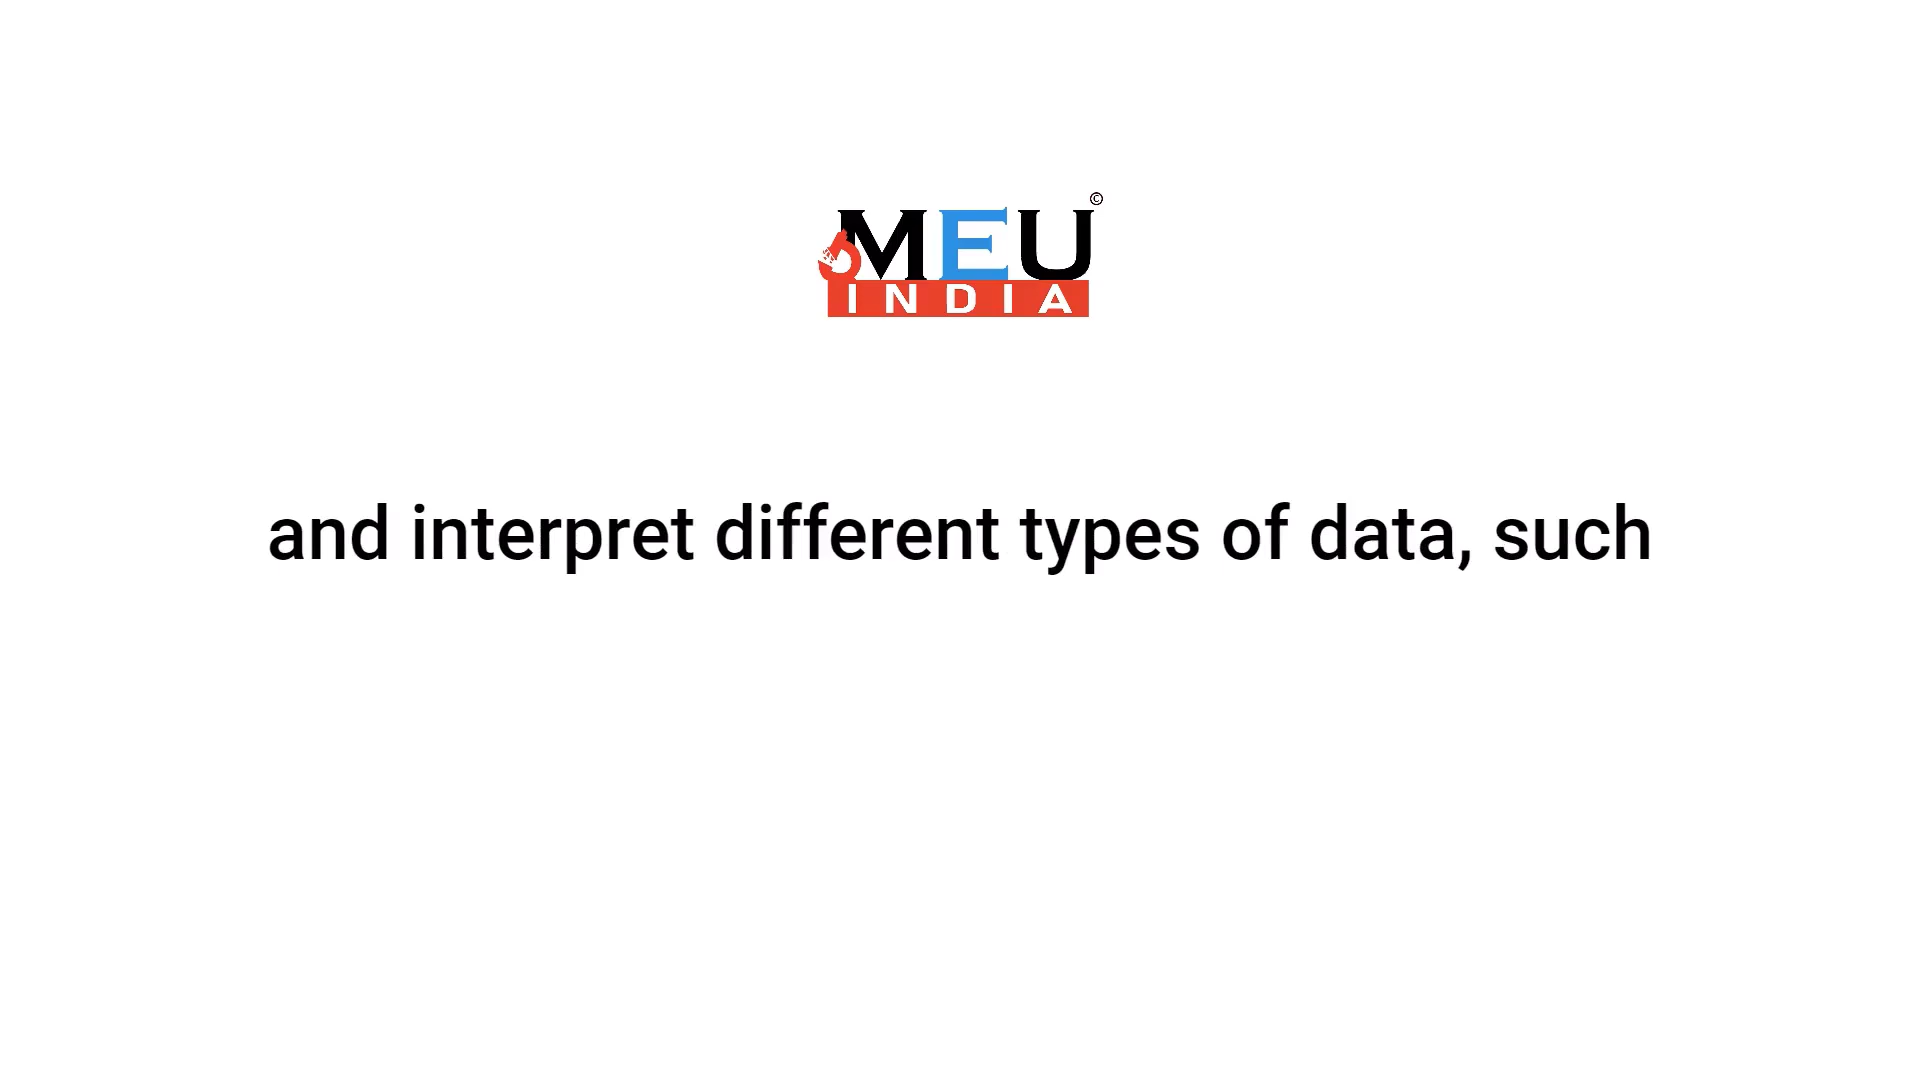 MEU
©
INDIA
and interpret different types of data, such